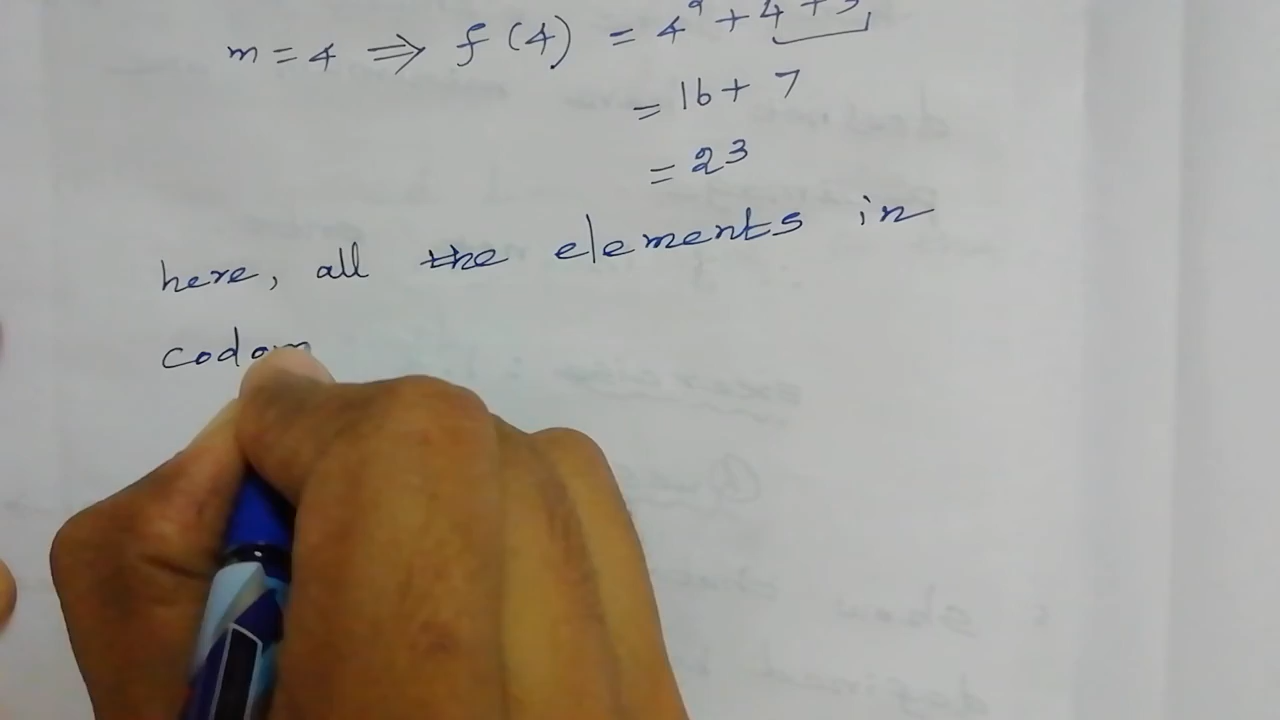 m = 4 ⇒ f (4) = 4² + 4 + 3
= 16 + 7
= 23
here, all the elements in
codom